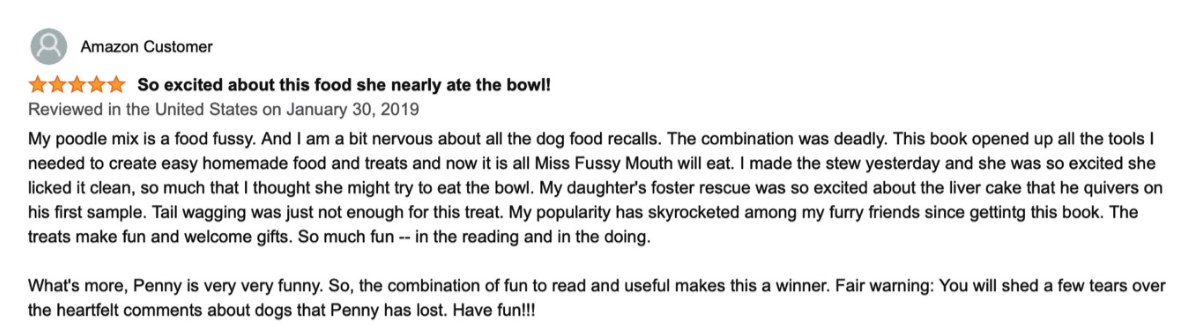 Amazon Customer
So excited about this food she nearly ate the bowl!
Reviewed in the United States on January 30, 2019
My poodle mix is a food fussy. And I am a bit nervous about all the dog food recalls. The combination was deadly. This book opened up all the tools I
needed to create easy homemade food and treats and now it is all Miss Fussy Mouth will eat. I made the stew yesterday and she was so excited she
licked it clean, so much that I thought she might try to eat the bowl. My daughter's foster rescue was so excited about the liver cake that he quivers on
his first sample. Tail wagging was just not enough for this treat. My popularity has skyrocketed among my furry friends since gettintg this book. The
treats make fun and welcome gifts. So much fun -- in the reading and in the doing.
What's more, Penny is very very funny. So, the combination of fun to read and useful makes this a winner. Fair warning: You will shed a few tears over
the heartfelt comments about dogs that Penny has lost. Have fun!!!